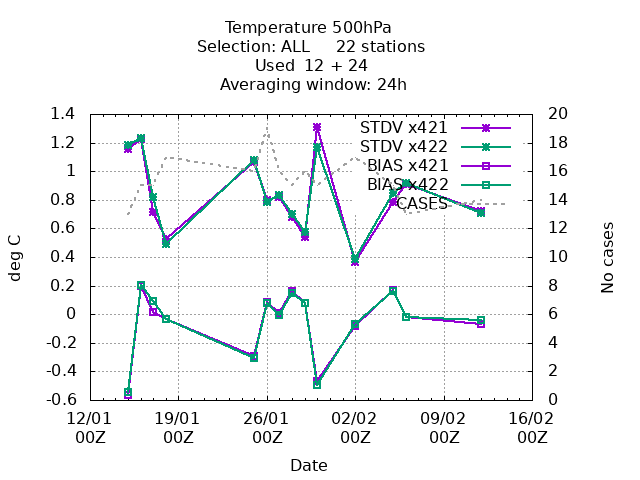 Temperature 500hPa
Selection: ALL 22 stations
Used 12 + 24
Averaging window: 24h
1.4
1.2
1
0.8
0.6
0.4
0.2
0
-0.2
-0.4
-0.6
deg C
20
18
16
14
12
10
8
6
4
2
0
No cases
STDV x421
STDV x422
BIAS x421
BIAS x422
CASES
12/01 19/01 26/01 02/02 09/02 16/02
00Z 00Z 00Z 00Z 00Z 00Z
Date